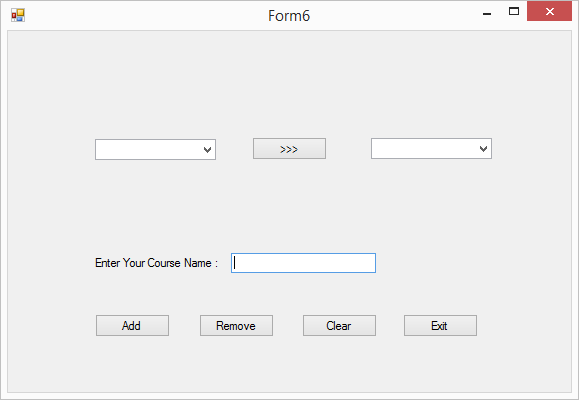 Form6
>>>
Enter Your Course Name :
Add Remove Clear Exit